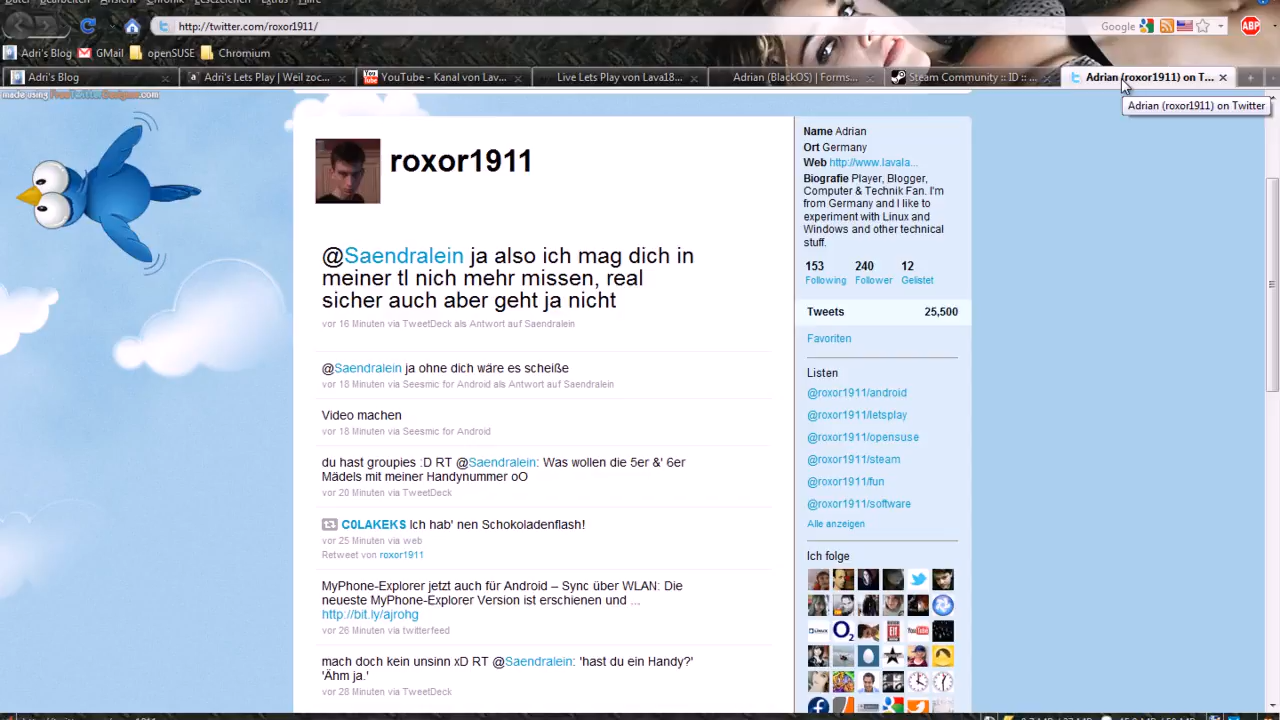 Datei Bearbeiten Ansicht Chronik Extras Hilfe
http://twitter.com/roxor1911/
Google
ABP
Adri's Blog GMail openSUSE Chromium
Adri's Blog
Adri's Lets Play | Weil zoc...
YouTube - Kanal von Lav...
Live Lets Play von Lava18...
Adrian (BlackOS) | Forms...
Steam Community :: ID :: ...
Adrian (roxor1911) on T...
Adrian (roxor1911) on Twitter
made using
roxor1911
@Saendralein ja also ich mag dich in
meiner tl nich mehr missen, real
sicher auch aber geht ja nicht
vor 16 Minuten via TweetDeck als Antwort auf Saendralein
@Saendralein ja ohne dich wäre es scheiße
vor 18 Minuten via Seesmic for Android als Antwort auf Saendralein
Video machen
vor 18 Minuten via Seesmic for Android
du hast groupies :D RT @Saendralein: Was wollen die 5er &' 6er
Mädels mit meiner Handynummer oO
vor 20 Minuten via TweetDeck
C0LAKEKS Ich hab' nen Schokoladenflash!
vor 25 Minuten via web
Retweet von roxor1911
MyPhone-Explorer jetzt auch für Android – Sync über WLAN: Die
neueste MyPhone-Explorer Version ist erschienen und ...
http://bit.ly/ajrohg
vor 26 Minuten via twitterfeed
mach doch kein unsinn xD RT @Saendralein: 'hast du ein Handy?'
'Ähm ja.'
vor 28 Minuten via TweetDeck
Name Adrian
Ort Germany
Web http://www.lavala...
Biografie Player, Blogger,
Computer & Technik Fan. I'm
from Germany and I like to
experiment with Linux and
Windows and other technical
stuff.
153 240 12
Following Follower Gelistet
Tweets 25,500
Favoriten
Listen
@roxor1911/android
@roxor1911/letsplay
@roxor1911/opensuse
@roxor1911/steam
@roxor1911/fun
@roxor1911/software
Alle anzeigen
Ich folge